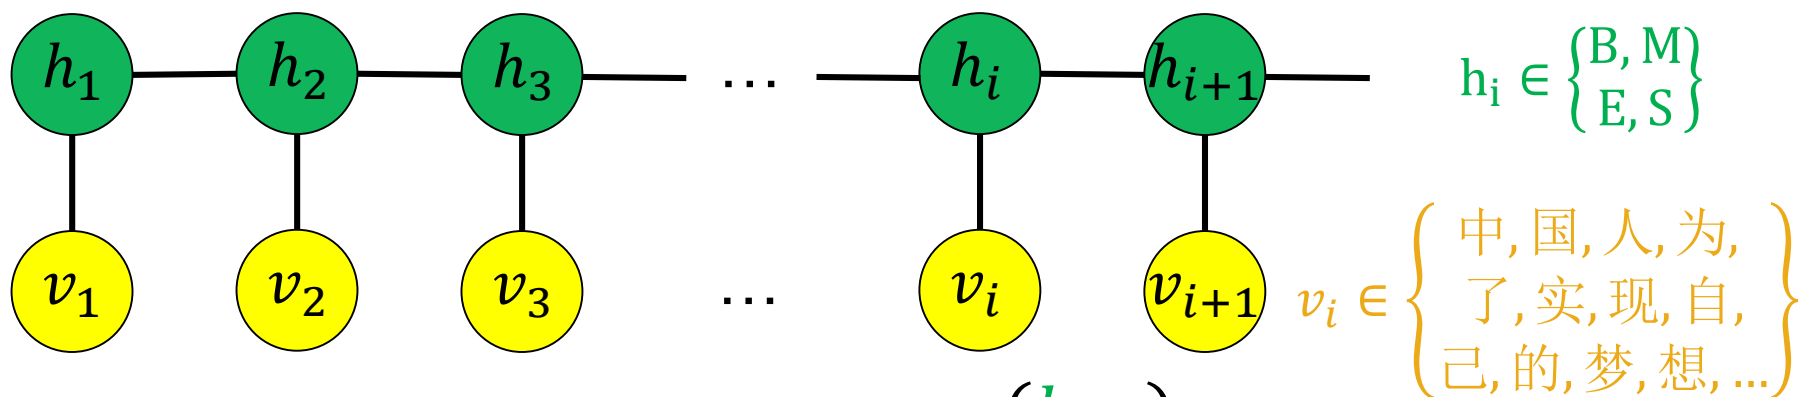 h₁ h₂ h₃ … hᵢ hᵢ₊₁
hᵢ ∈ {B, M
E, S}
v₁ v₂ v₃ … vᵢ vᵢ₊₁
vᵢ ∈ {中, 国, 人, 为,
了, 实, 现, 自,
己, 的, 梦, 想, …}